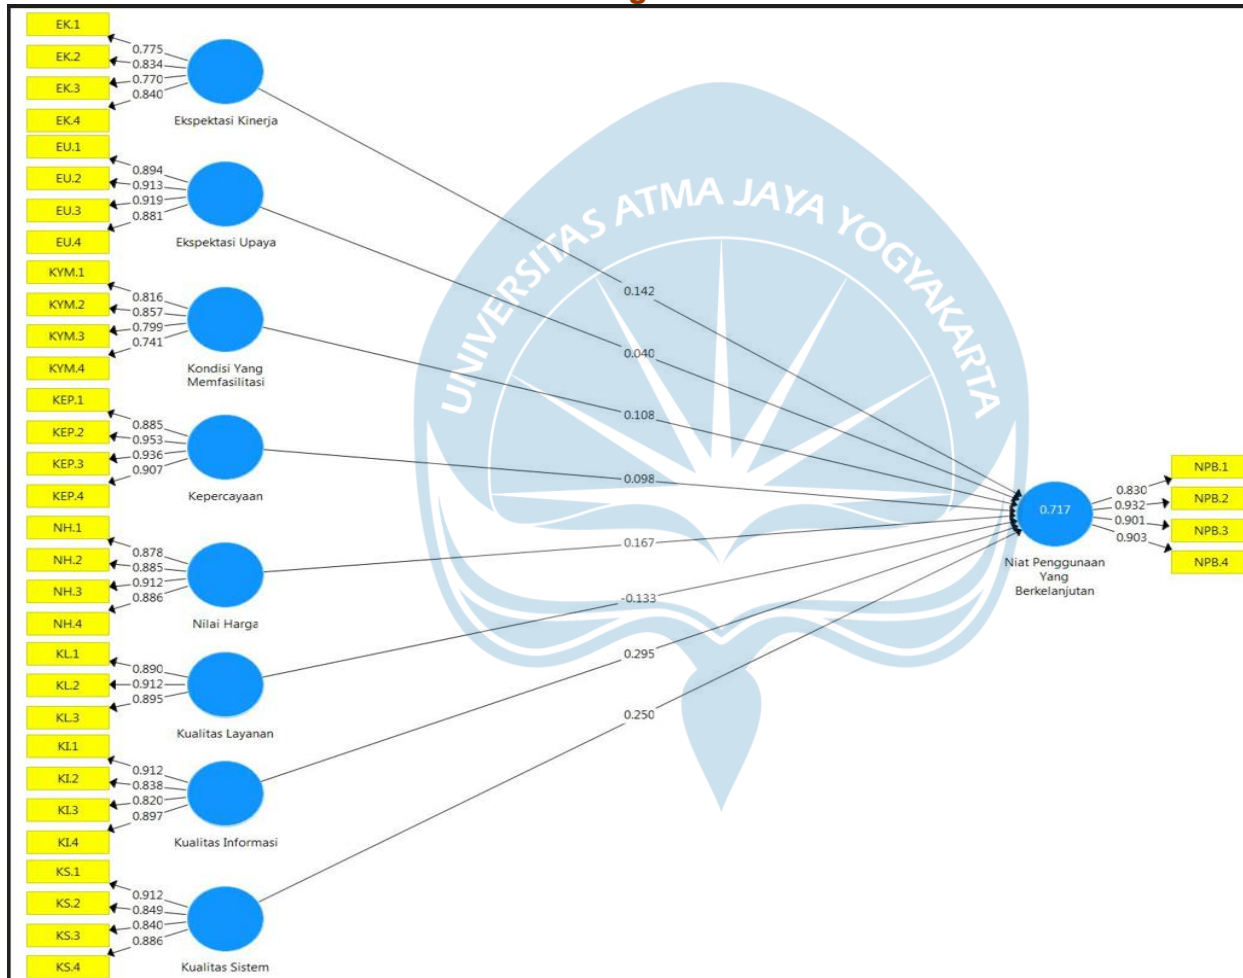 g
EK.1
EK.2
EK.3
EK.4
0.775
0.834
0.770
0.840
Ekspektasi Kinerja
EU.1
EU.2
EU.3
EU.4
0.894
0.913
0.919
0.881
Ekspektasi Upaya
KYM.1
KYM.2
KYM.3
KYM.4
0.816
0.857
0.799
0.741
Kondisi Yang
Memfasilitasi
KEP.1
KEP.2
KEP.3
KEP.4
0.885
0.953
0.936
0.907
Kepercayaan
NH.1
NH.2
NH.3
NH.4
0.878
0.885
0.912
0.886
Nilai Harga
KL.1
KL.2
KL.3
0.890
0.912
0.895
Kualitas Layanan
KI.1
KI.2
KI.3
KI.4
0.912
0.838
0.820
0.897
Kualitas Informasi
KS.1
KS.2
KS.3
KS.4
0.912
0.849
0.840
0.886
Kualitas Sistem
UNIVERSITAS ATMA JAYA YOGYAKARTA
0.142
0.040
0.108
0.098
0.167
-0.133
0.295
0.250
0.717
Niat Penggunaan
Yang
Berkelanjutan
0.830
0.932
0.901
0.903
NPB.1
NPB.2
NPB.3
NPB.4